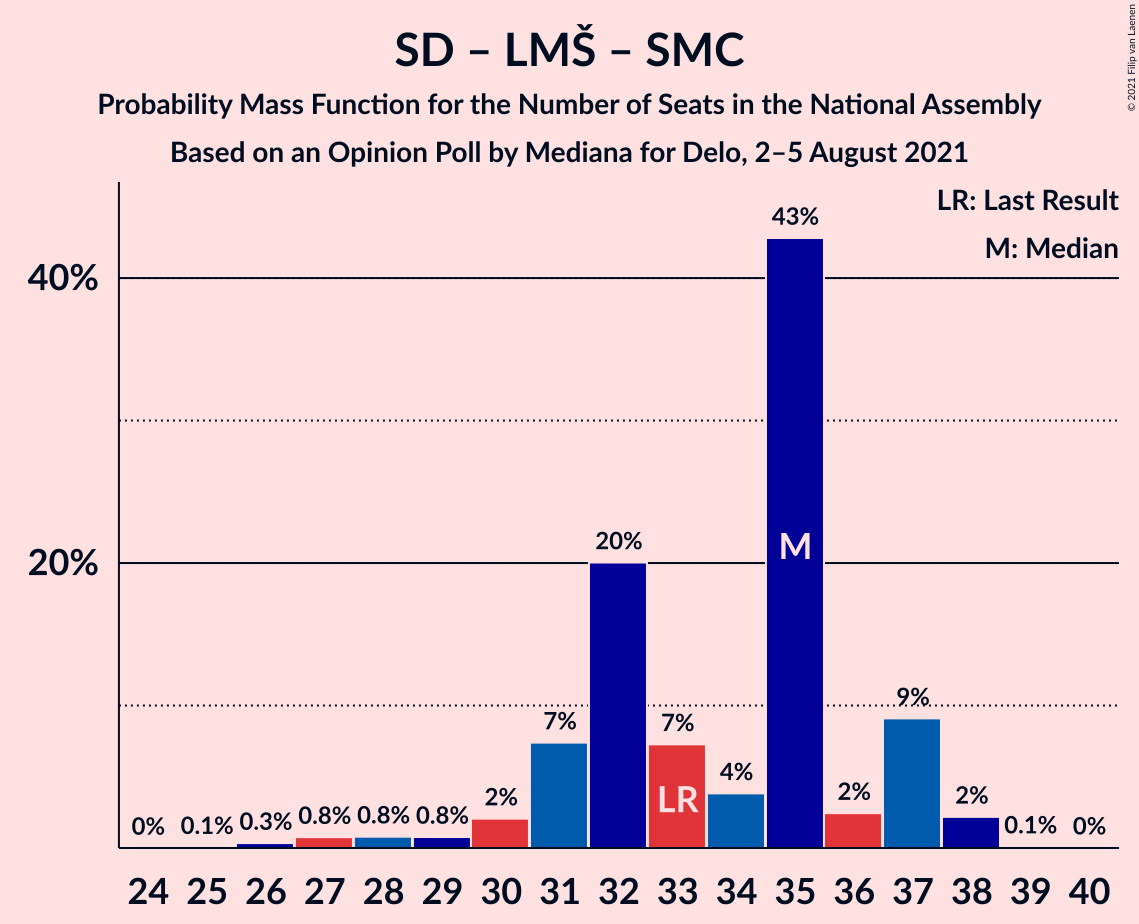 SD – LMŠ – SMC
Probability Mass Function for the Number of Seats in the National Assembly
Based on an Opinion Poll by Mediana for Delo, 2–5 August 2021
© 2021 Filip van Laenen
LR: Last Result
M: Median
40%
20%
0%
0.1%
0.3%
0.8%
0.8%
0.8%
2%
7%
20%
7%
4%
43%
2%
9%
2%
0.1%
0%
LR
M
24 25 26 27 28 29 30 31 32 33 34 35 36 37 38 39 40